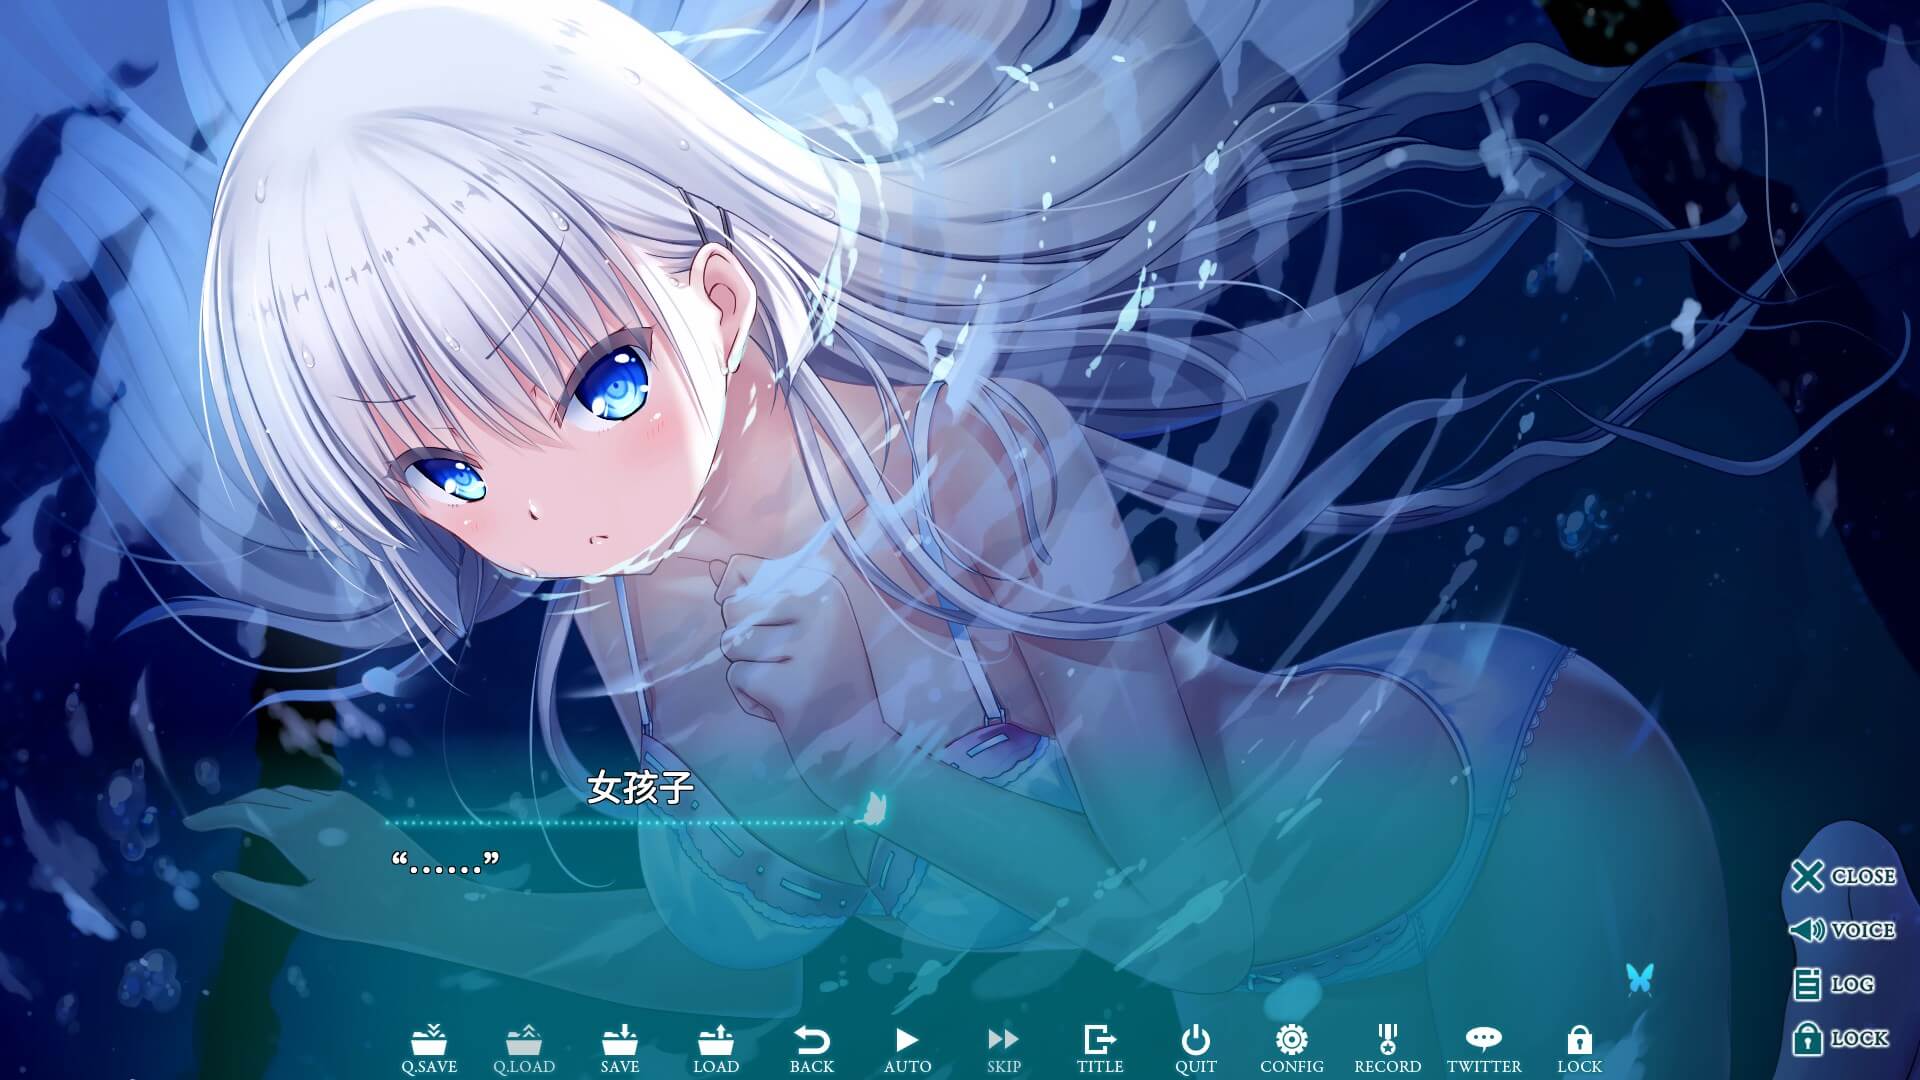 女孩子
“……”
CLOSE
VOICE
LOG
LOCK
Q.SAVE Q.LOAD SAVE LOAD BACK AUTO SKIP TITLE QUIT CONFIG RECORD TWITTER LOCK